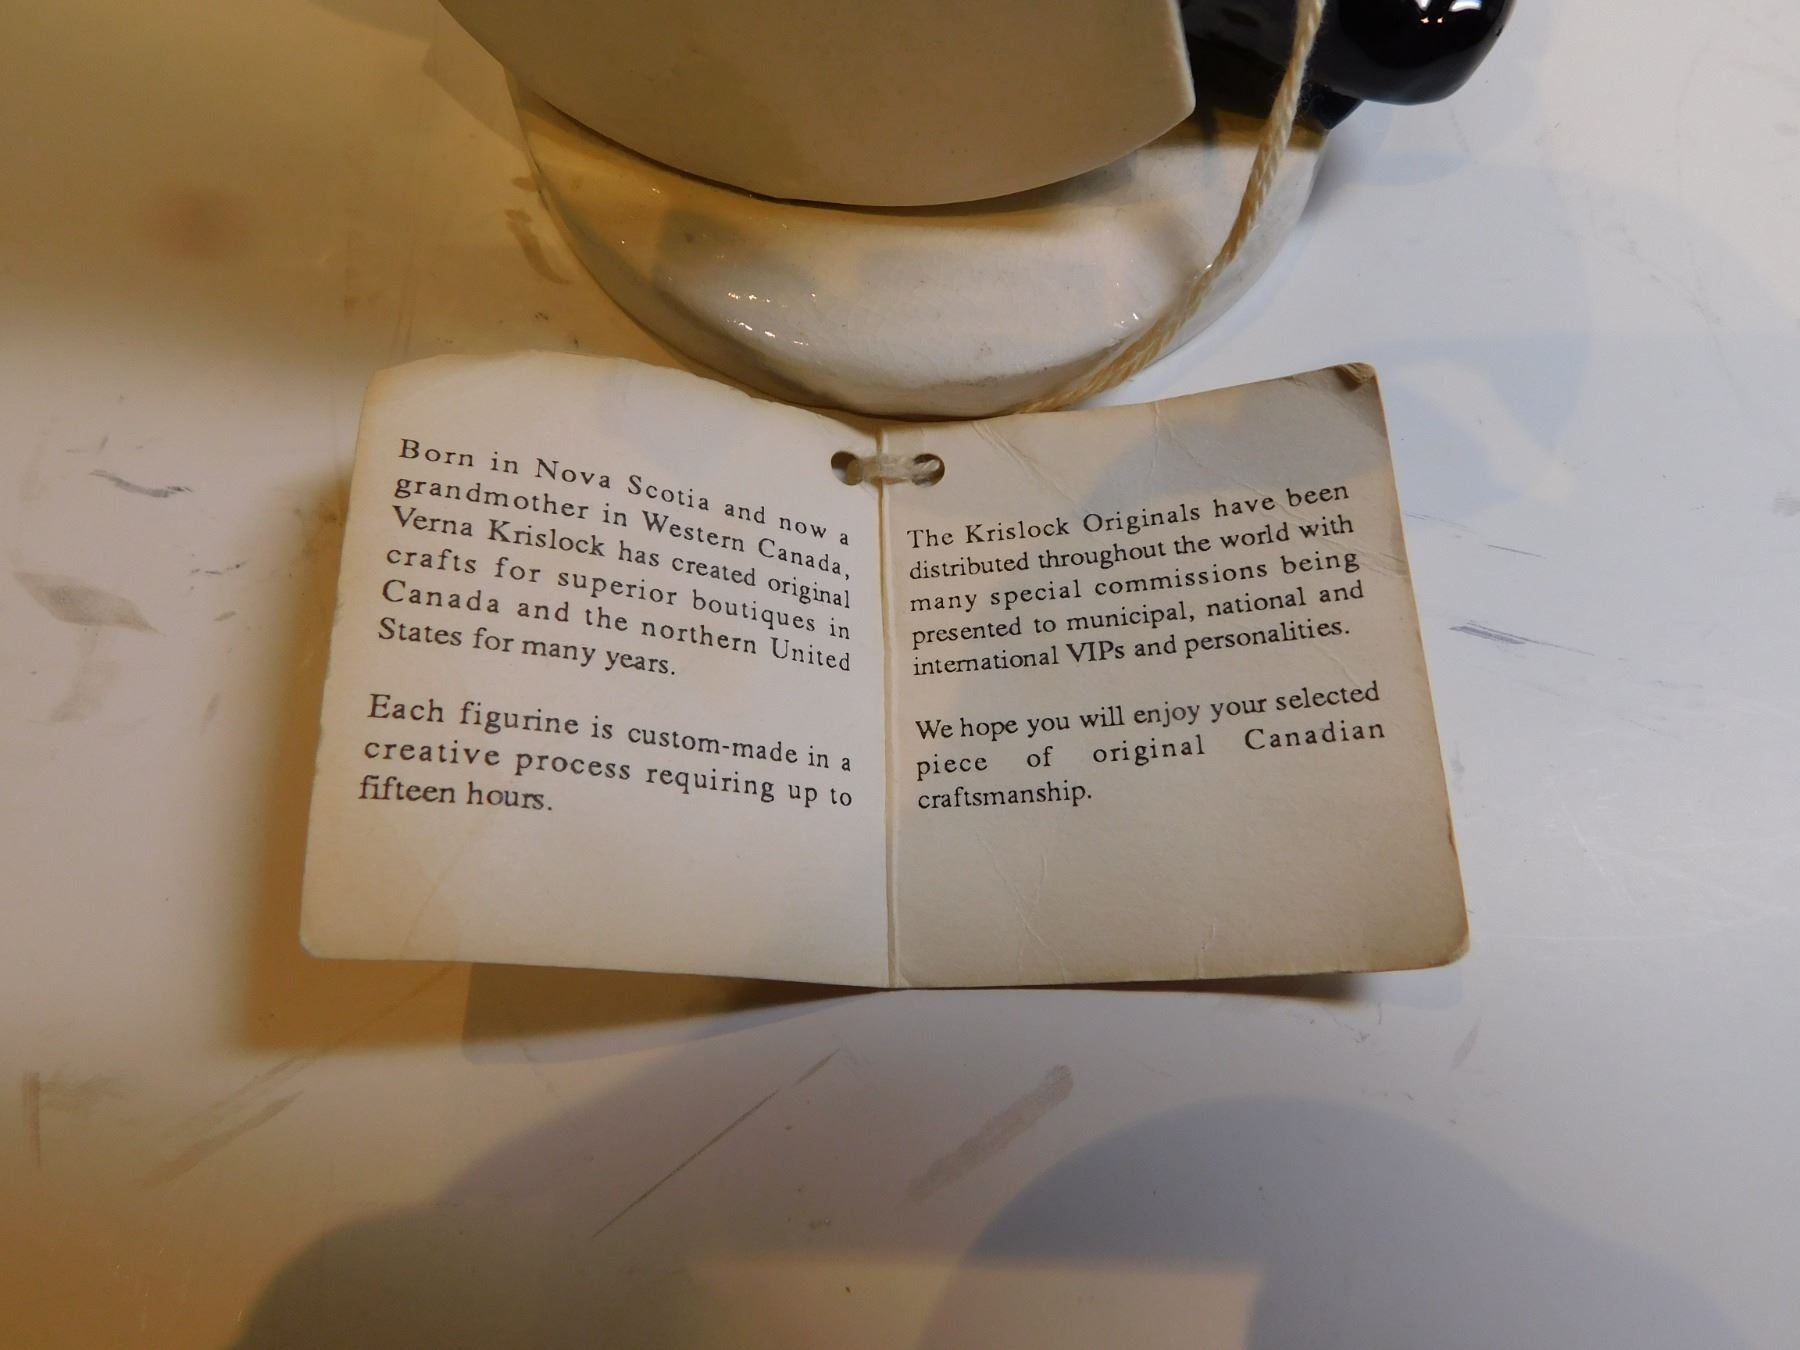 Born in Nova Scotia and now a
grandmother in Western Canada,
Verna Krislock has created original
crafts for superior boutiques in
Canada and the northern United
States for many years.
Each figurine is custom-made in a
creative process requiring up to
fifteen hours.
The Krislock Originals have been
distributed throughout the world with
many special commissions being
presented to municipal, national and
international VIPs and personalities.
We hope you will enjoy your selected
piece of original Canadian
craftsmanship.